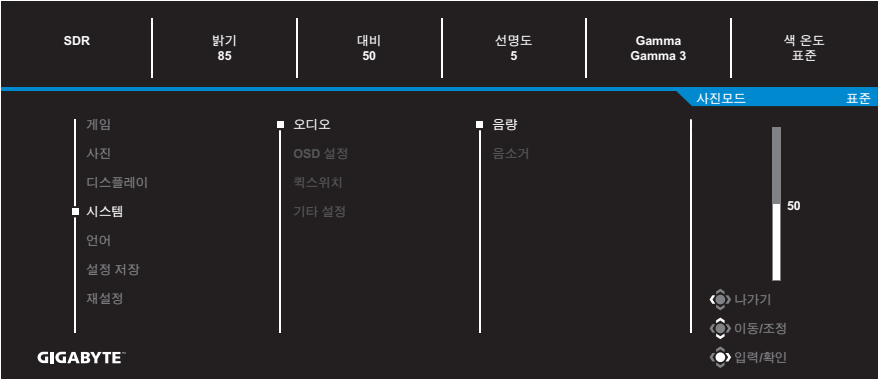 SDR
밝기
85
대비
50
선명도
5
Gamma
Gamma 3
색 온도
표준
사진모드 표준
게임
사진
디스플레이
시스템
언어
설정 저장
재설정
오디오
OSD 설정
퀵스위치
기타 설정
음량
음소거
50
나가기
이동/조정
입력/확인
GIGABYTE™